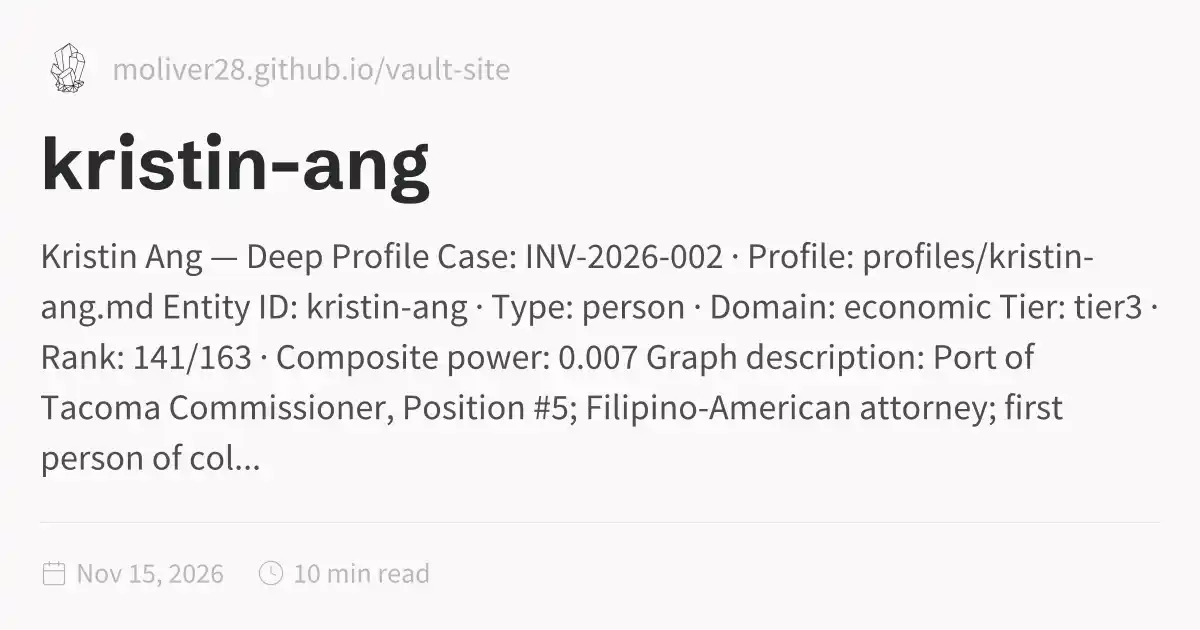 moliver28.github.io/vault-site
kristin-ang
Kristin Ang — Deep Profile Case: INV-2026-002 · Profile: profiles/kristin-
ang.md Entity ID: kristin-ang · Type: person · Domain: economic Tier: tier3 ·
Rank: 141/163 · Composite power: 0.007 Graph description: Port of
Tacoma Commissioner, Position #5; Filipino-American attorney; first
person of col...
Nov 15, 2026 10 min read